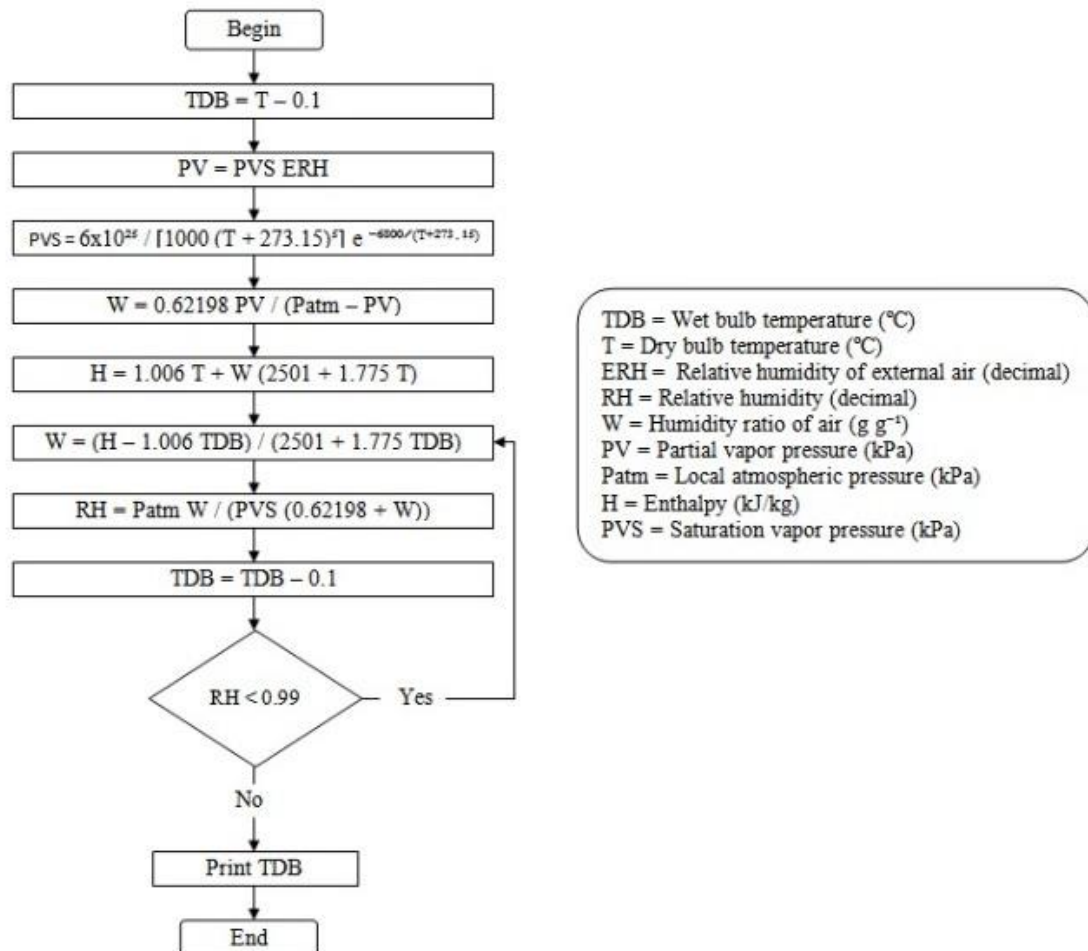 Begin
TDB = T – 0.1
PV = PVS ERH
PVS = 6x10²⁵ / [1000 (T + 273.15)⁵] e ⁻⁶⁸⁰⁰/⁽ᵀ⁺²⁷³·¹⁵⁾
W = 0.62198 PV / (Patm – PV)
H = 1.006 T + W (2501 + 1.775 T)
W = (H – 1.006 TDB) / (2501 + 1.775 TDB)
RH = Patm W / (PVS (0.62198 + W))
TDB = TDB – 0.1
RH < 0.99
Yes
No
Print TDB
End
TDB = Wet bulb temperature (°C)
T = Dry bulb temperature (°C)
ERH = Relative humidity of external air (decimal)
RH = Relative humidity (decimal)
W = Humidity ratio of air (g g⁻¹)
PV = Partial vapor pressure (kPa)
Patm = Local atmospheric pressure (kPa)
H = Enthalpy (kJ/kg)
PVS = Saturation vapor pressure (kPa)